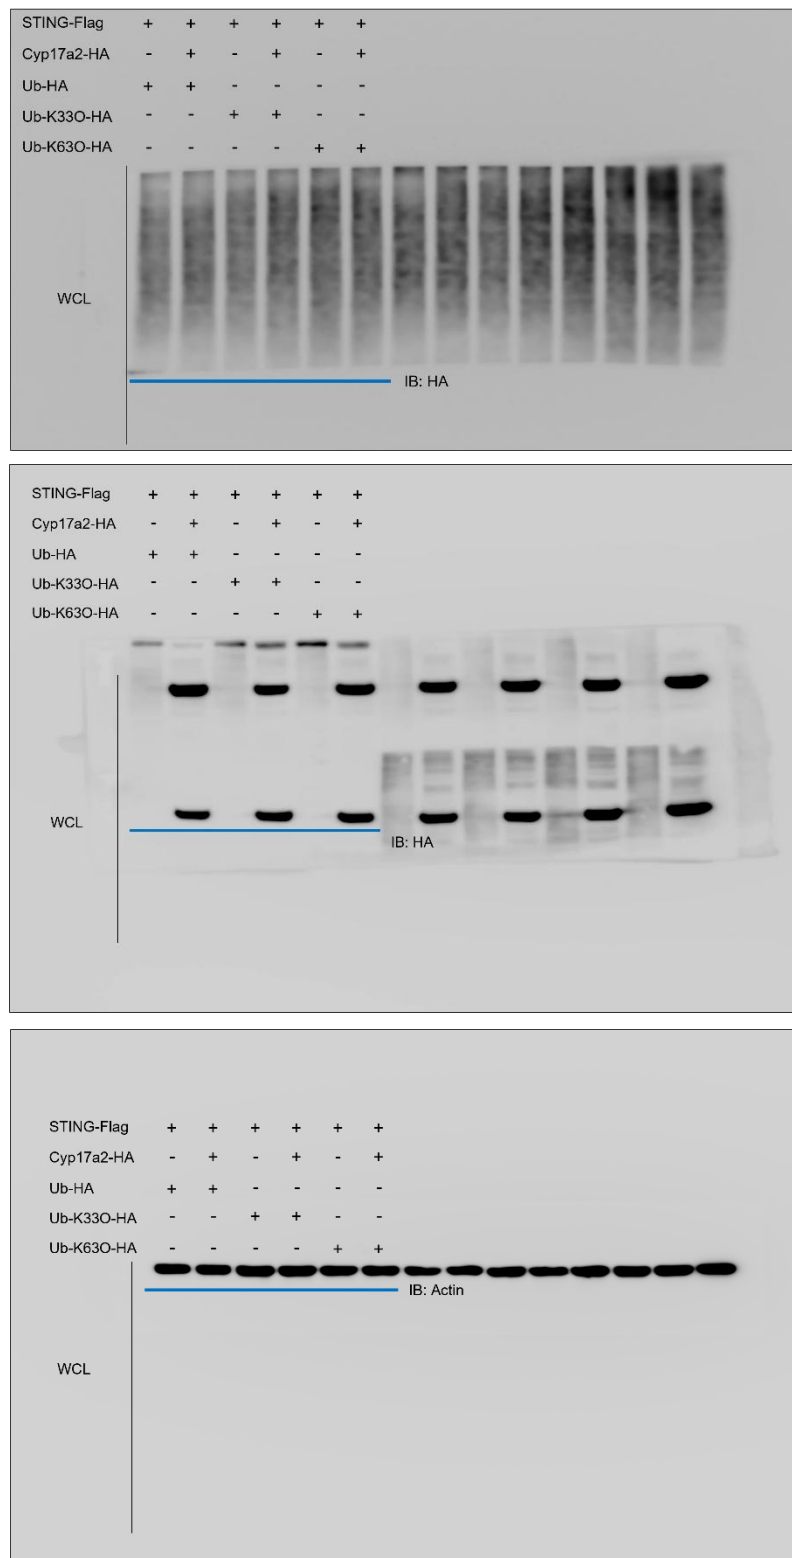 STING-Flag + + + + + +
Cyp17a2-HA - + - + - +
Ub-HA + + - - - -
Ub-K33O-HA - - + + - -
Ub-K63O-HA - - - - + +
WCL
IB: HA
STING-Flag + + + + + +
Cyp17a2-HA - + - + - +
Ub-HA + + - - - -
Ub-K33O-HA - - + + - -
Ub-K63O-HA - - - - + +
WCL
IB: HA
STING-Flag + + + + + +
Cyp17a2-HA - + - + - +
Ub-HA + + - - - -
Ub-K33O-HA - - + + - -
Ub-K63O-HA - - - - + +
IB: Actin
WCL